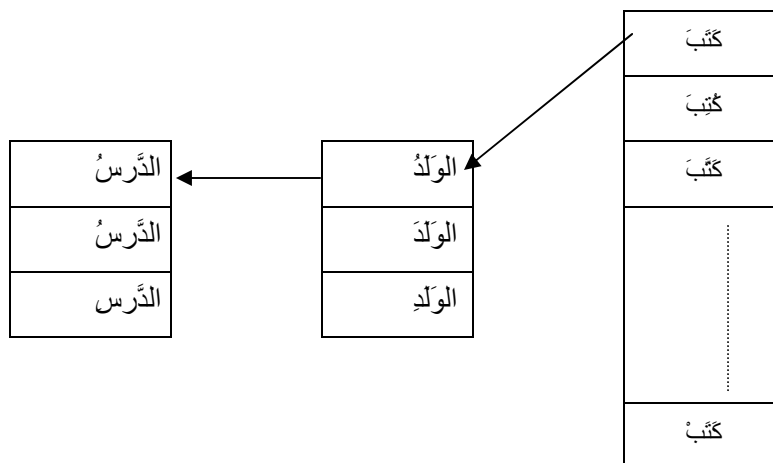 كَتَبَ
كُتِبَ
كَتَّبَ
كَتَبْ
الوَلَدُ
الوَلَدَ
الوَلَدِ
الدَّرسُ
الدَّرسُ
الدَّرسِ